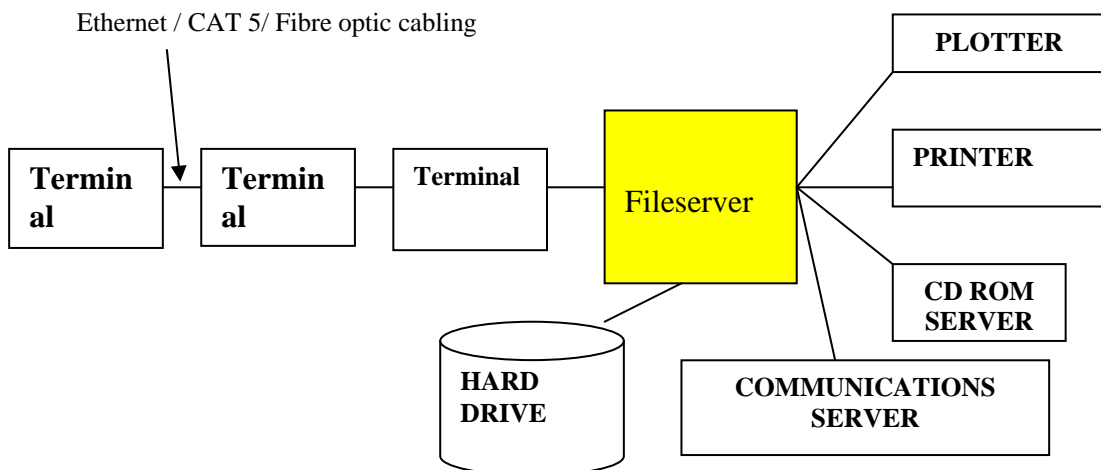 Ethernet / CAT 5/ Fibre optic cabling
PLOTTER
Termin
al
Termin
al
Terminal
Fileserver
PRINTER
CD ROM
SERVER
HARD
DRIVE
COMMUNICATIONS
SERVER